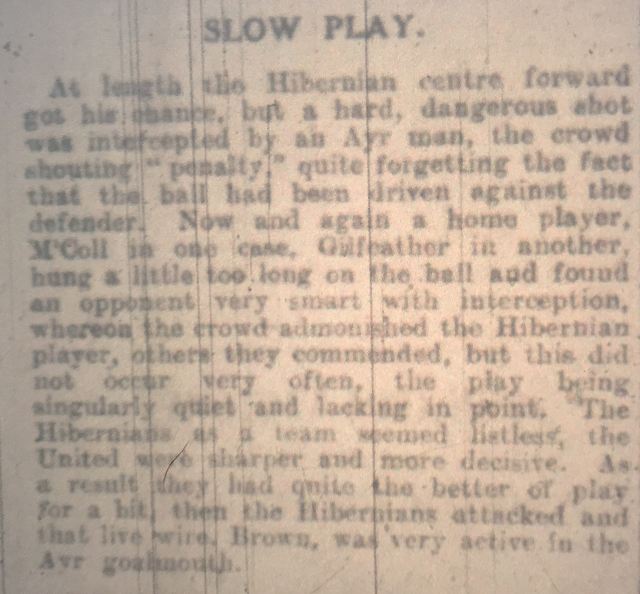 SLOW PLAY.
At length the Hibernian centre forward
got his chance, but a hard, dangerous shot
was intercepted by an Ayr man, the crowd
shouting "penalty," quite forgetting the fact
that the ball had been driven against the
defender. Now and again a home player,
M'Coll in one case, Gilfeather in another,
hung a little too long on the ball and found
an opponent very smart with interception,
whereon the crowd admonished the Hibernian
player, others they commended, but this did
not occur very often, the play being
singularly quiet and lacking in point. The
Hibernians as a team seemed listless, the
United were sharper and more decisive. As
a result they had quite the better of play
for a bit, then the Hibernians attacked and
that live wire, Brown, was very active in the
Ayr goalmouth.